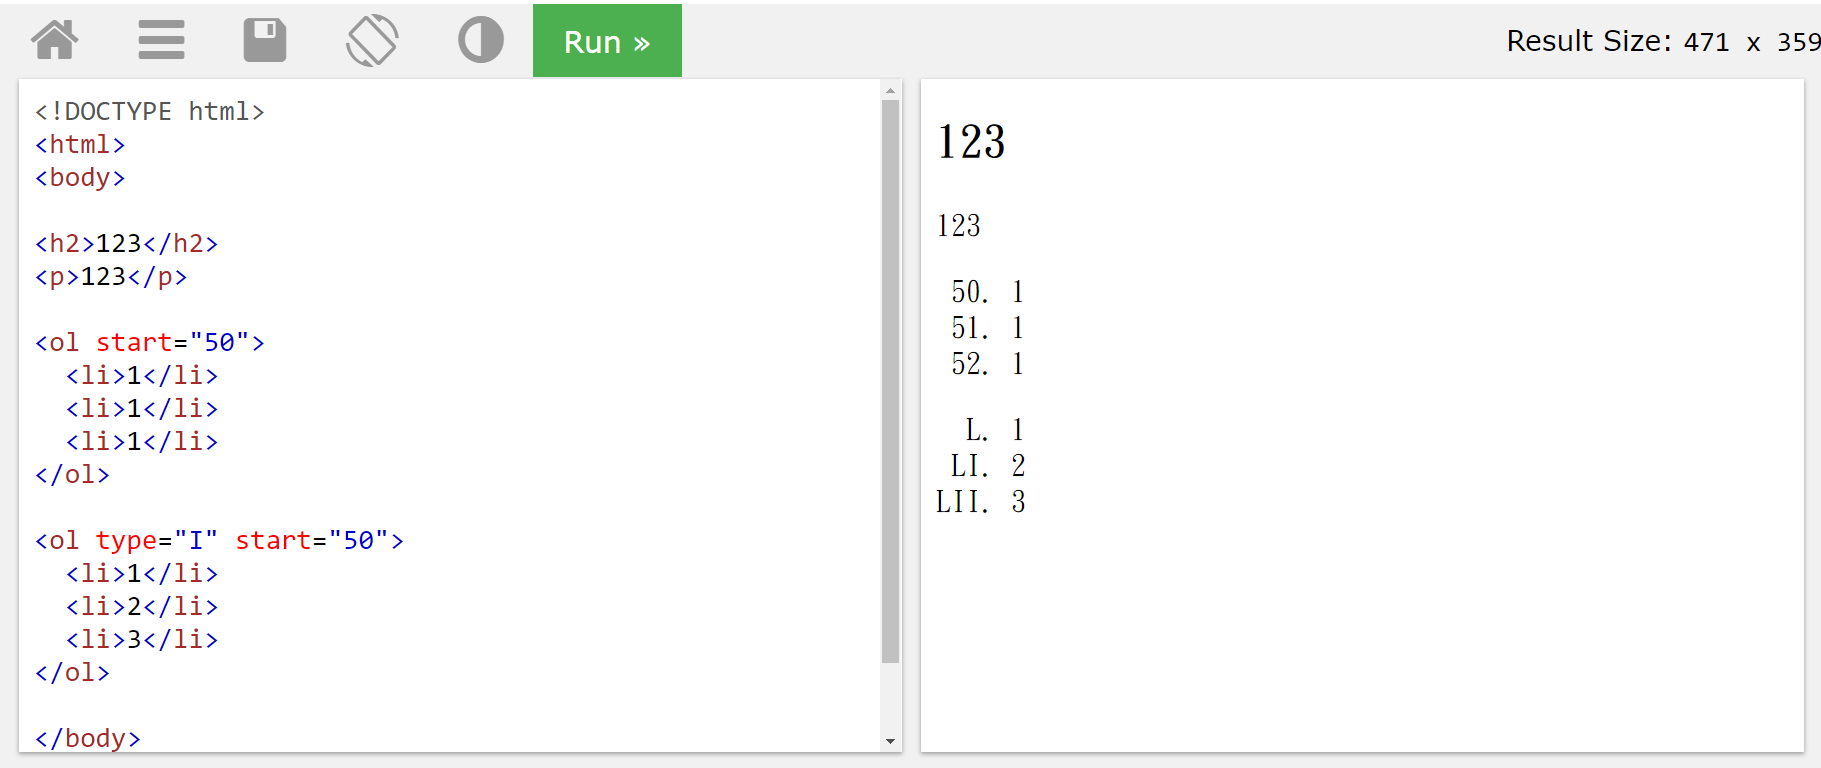 Run »
Result Size: 471 x 359
<!DOCTYPE html>
<html>
<body>
<h2>123</h2>
<p>123</p>
<ol start="50">
<li>1</li>
<li>1</li>
<li>1</li>
</ol>
<ol type="I" start="50">
<li>1</li>
<li>2</li>
<li>3</li>
</ol>
</body>
123
123
50. 1
51. 1
52. 1
L. 1
LI. 2
LII. 3